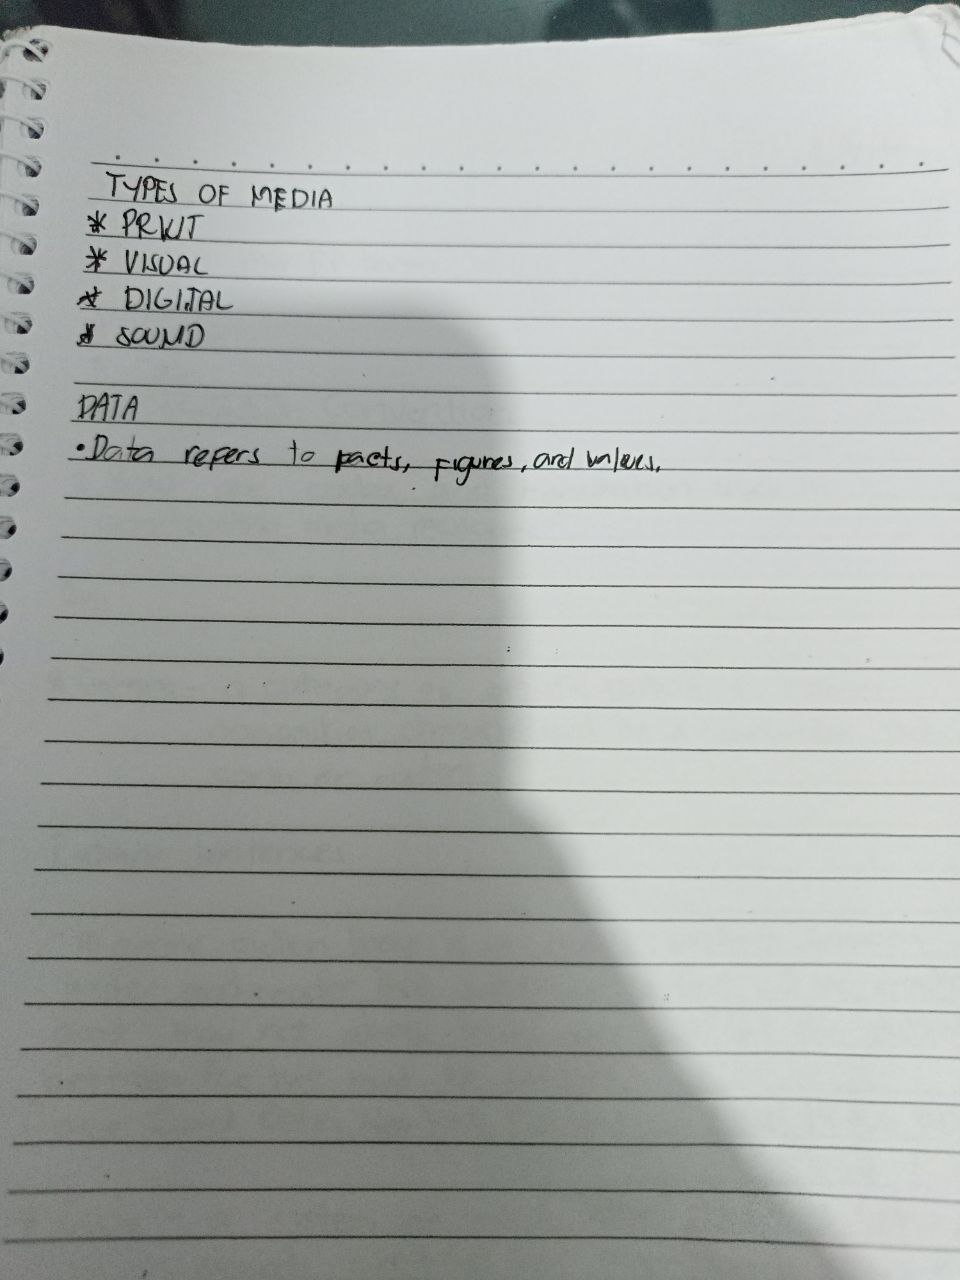 TYPES OF MEDIA
* PRINT
* VISUAL
* DIGITAL
* SOUND
DATA
• Data refers to facts, figures, and values.